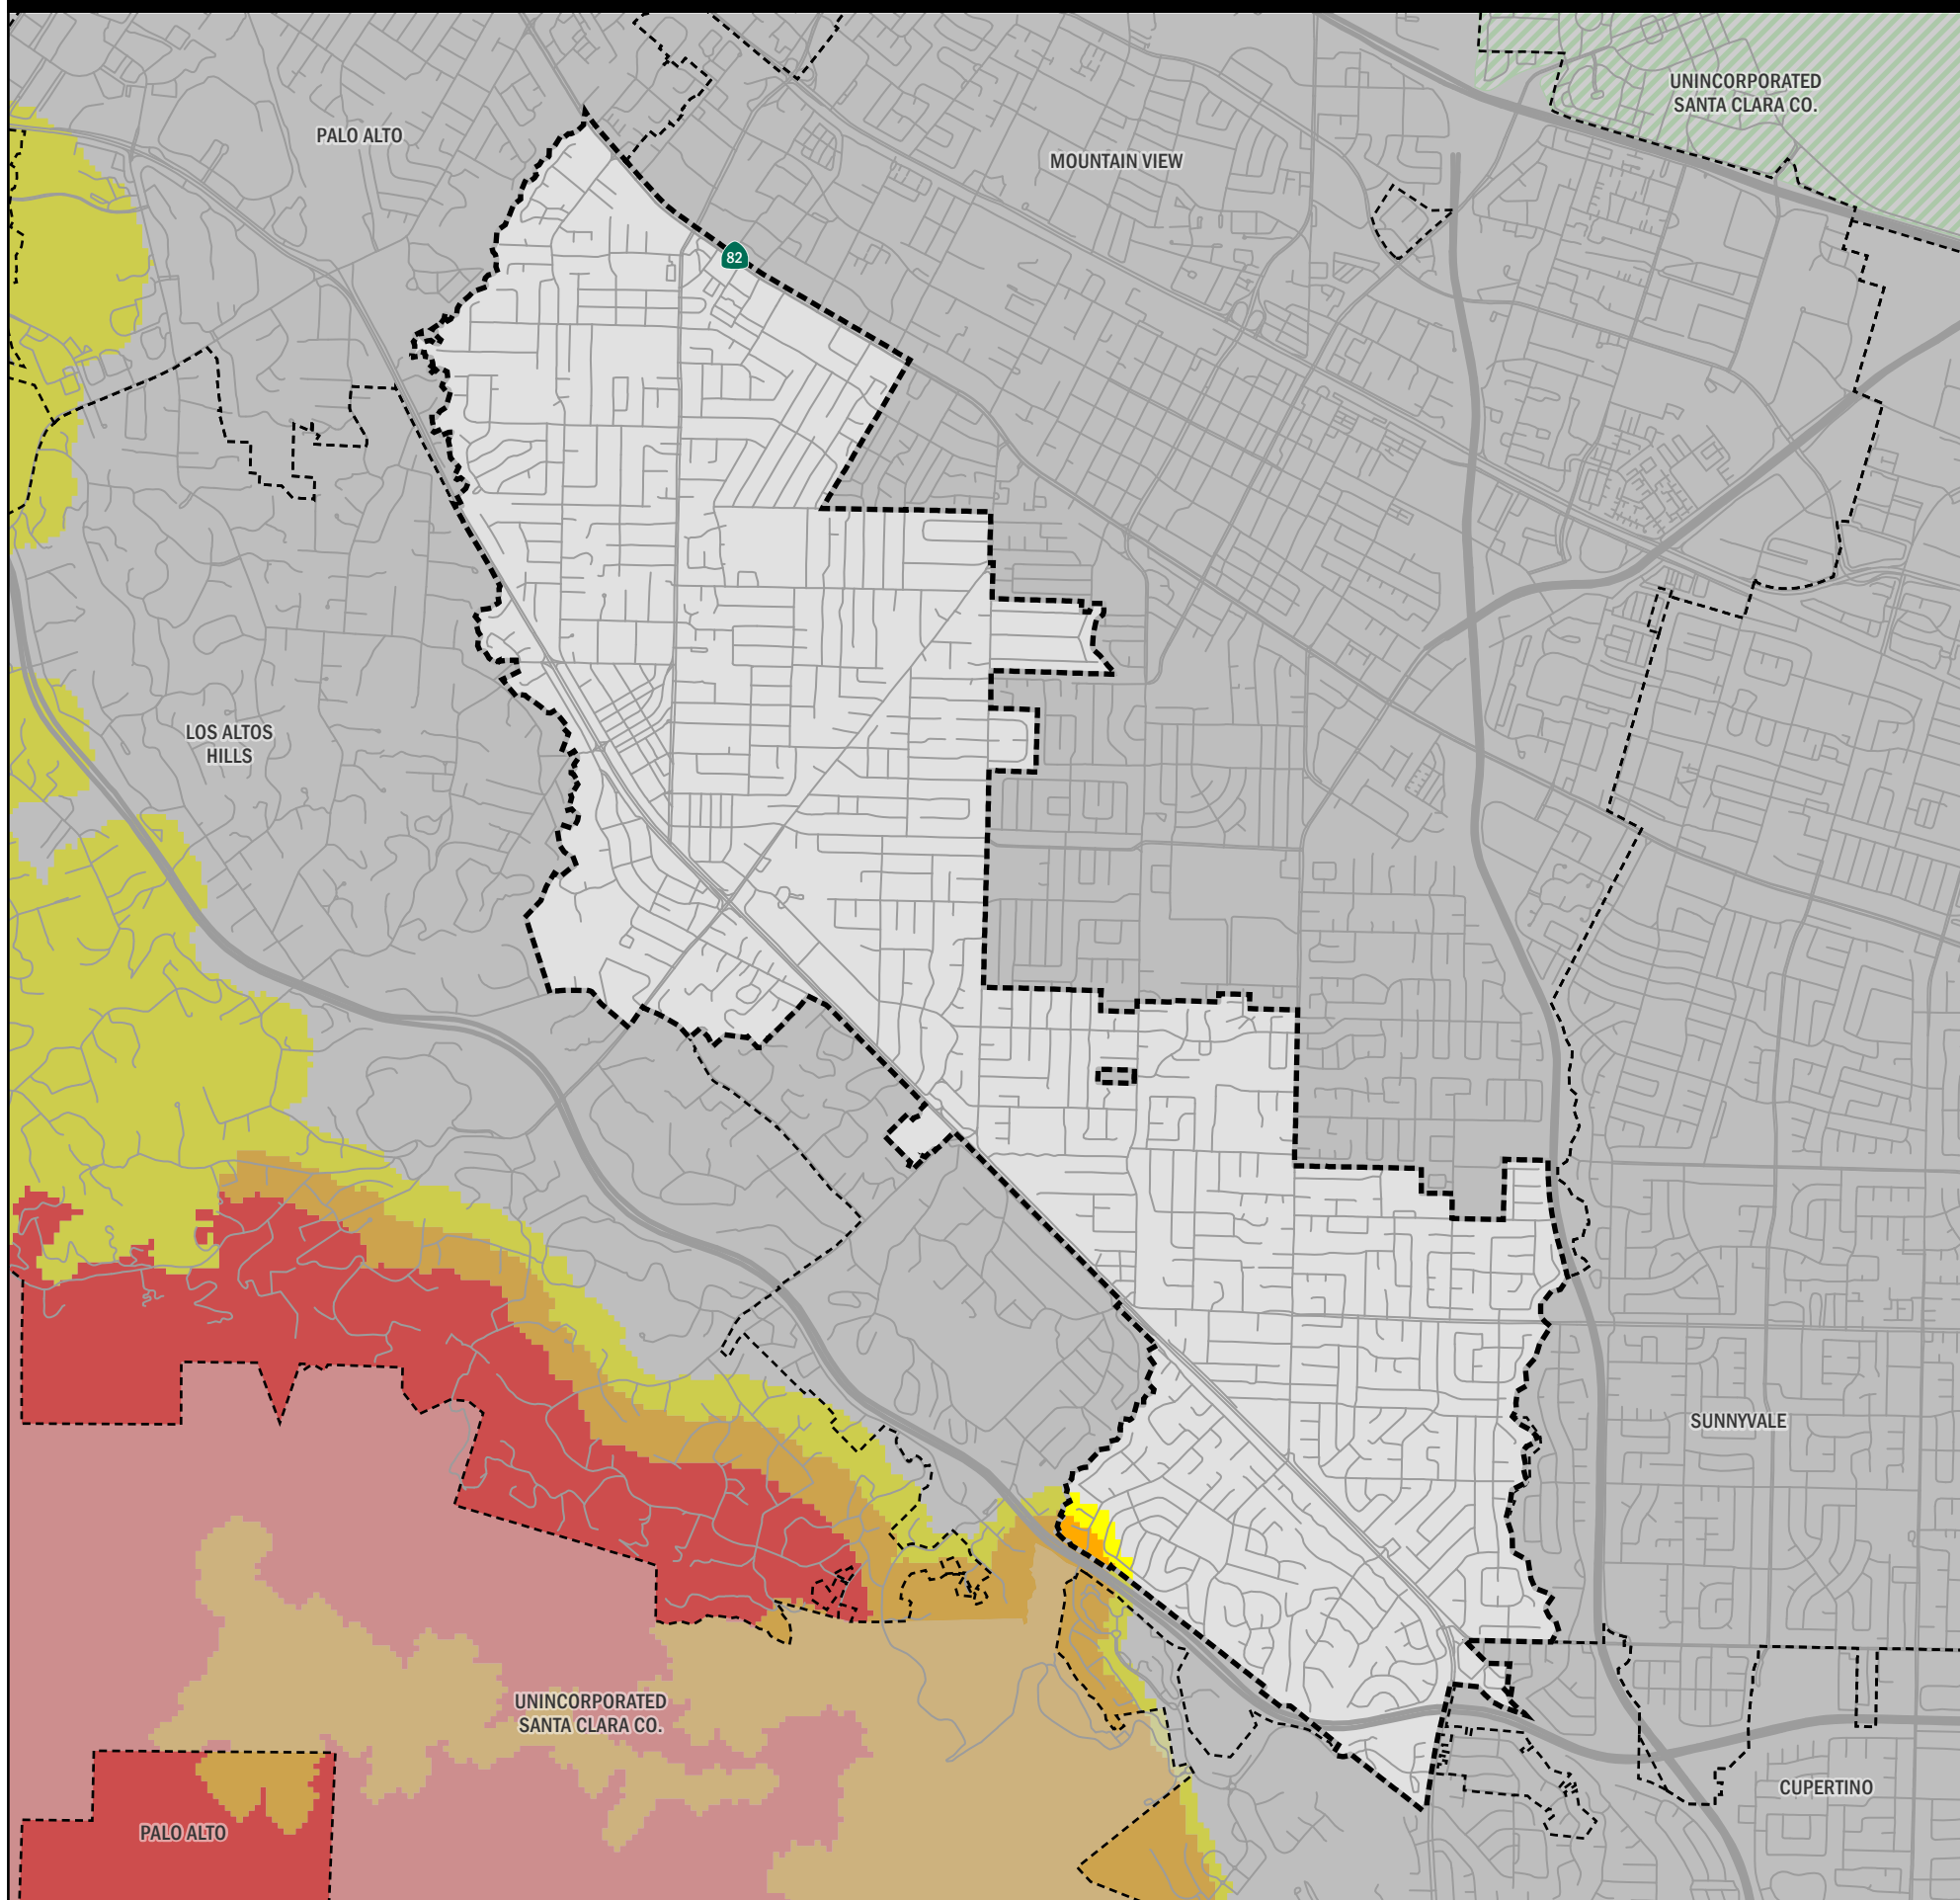 UNINCORPORATED
SANTA CLARA CO.
PALO ALTO
MOUNTAIN VIEW
82
LOS ALTOS
HILLS
SUNNYVALE
UNINCORPORATED
SANTA CLARA CO.
CUPERTINO
PALO ALTO